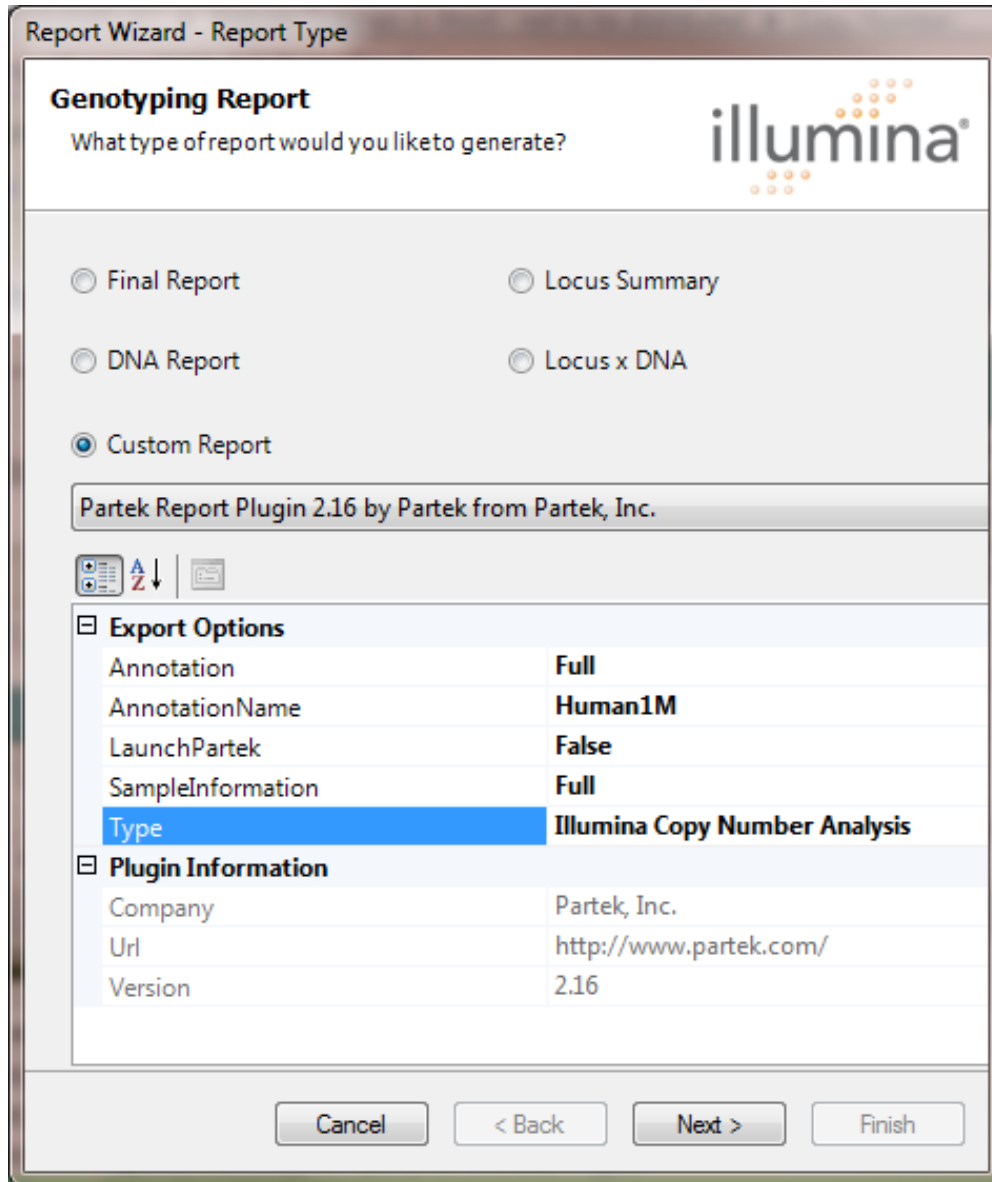 Report Wizard - Report Type
Genotyping Report
What type of report would you like to generate?
illumina®
Final Report
Locus Summary
DNA Report
Locus x DNA
Custom Report
Partek Report Plugin 2.16 by Partek from Partek, Inc.
A
Z
Export Options
Annotation Full
AnnotationName Human1M
LaunchPartek False
SampleInformation Full
Type Illumina Copy Number Analysis
Plugin Information
Company Partek, Inc.
Url http://www.partek.com/
Version 2.16
Cancel < Back Next > Finish